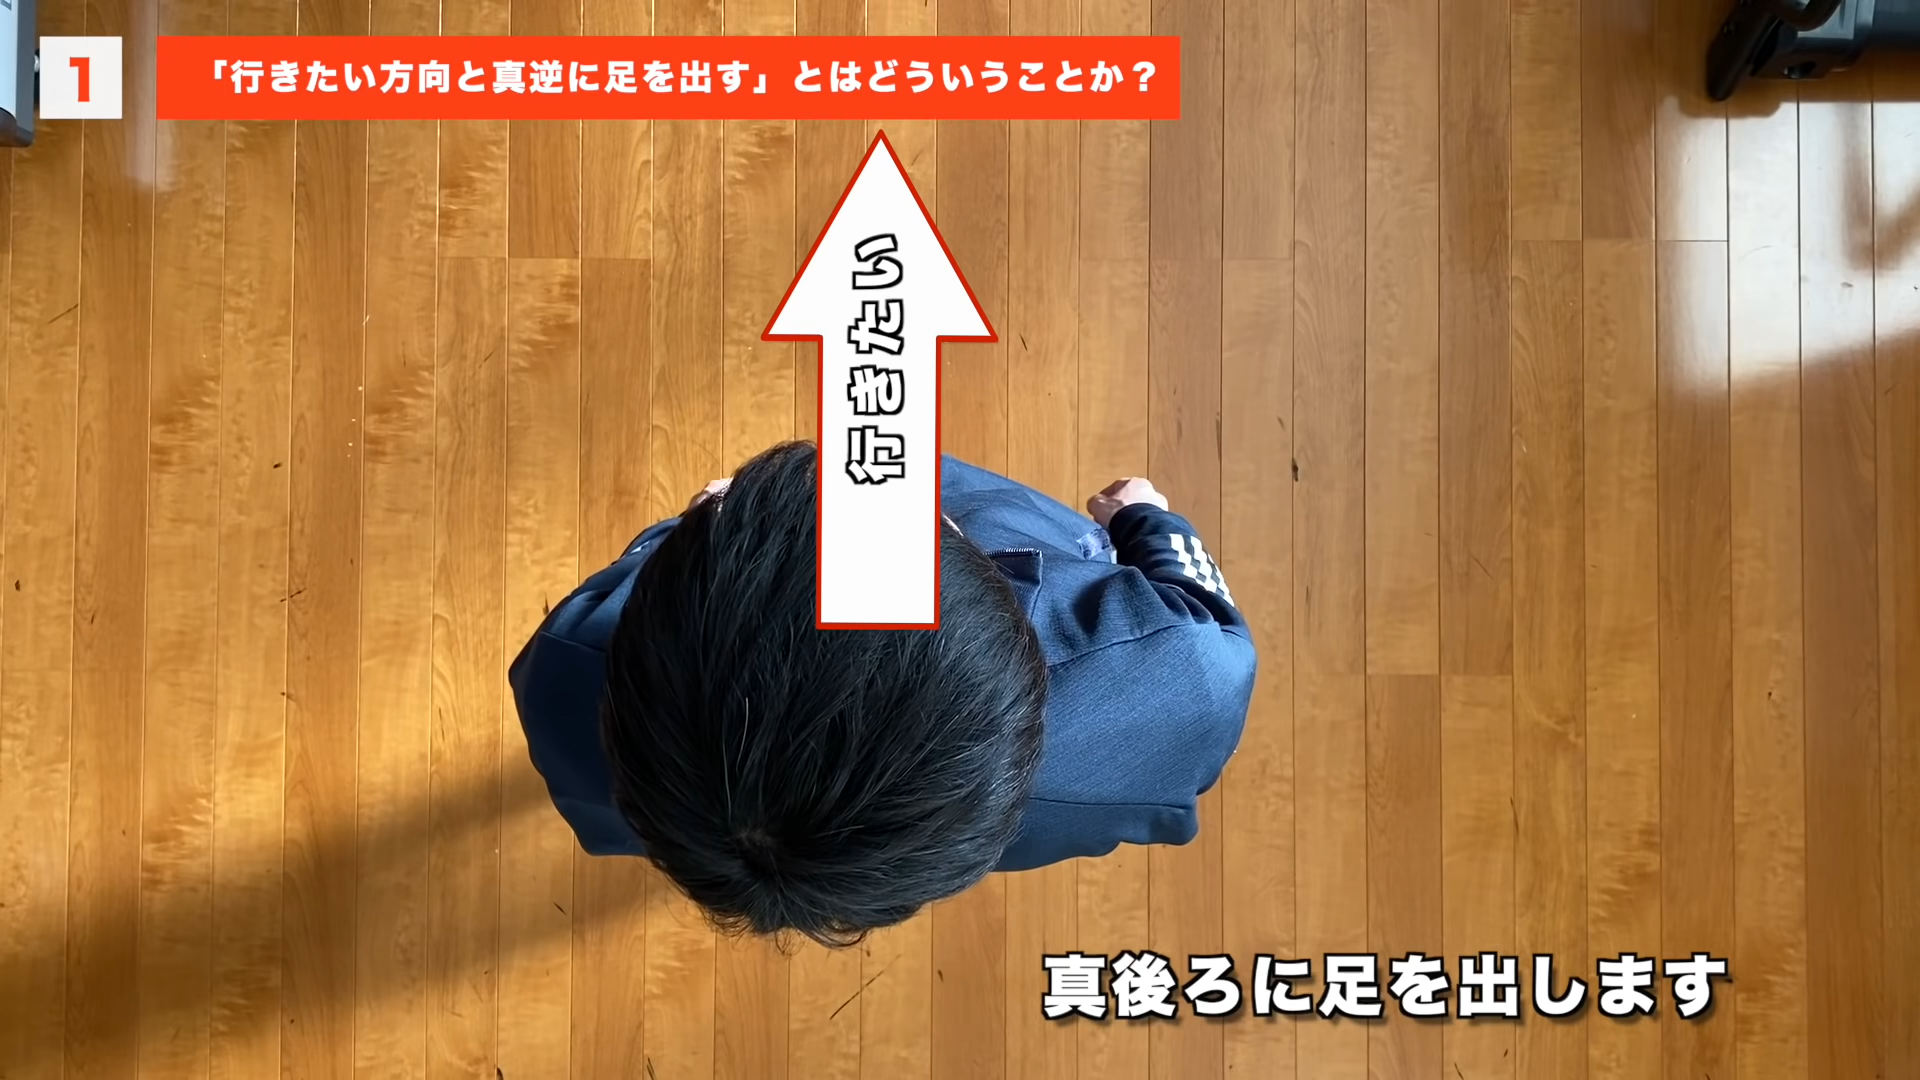 1
「行きたい方向と真逆に足を出す」とはどういうことか？
行きたい
真後ろに足を出します